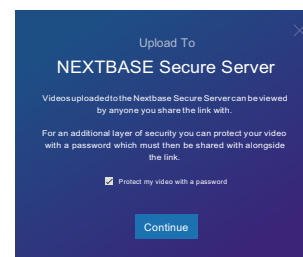 Upload To
NEXTBASE Secure Server
Videos uploaded to the Nextbase Secure Server can be viewed
by anyone you share the link with.
For an additional layer of security you can protect your video
with a password which must then be shared with alongside
the link.
Protect my video with a password
Continue